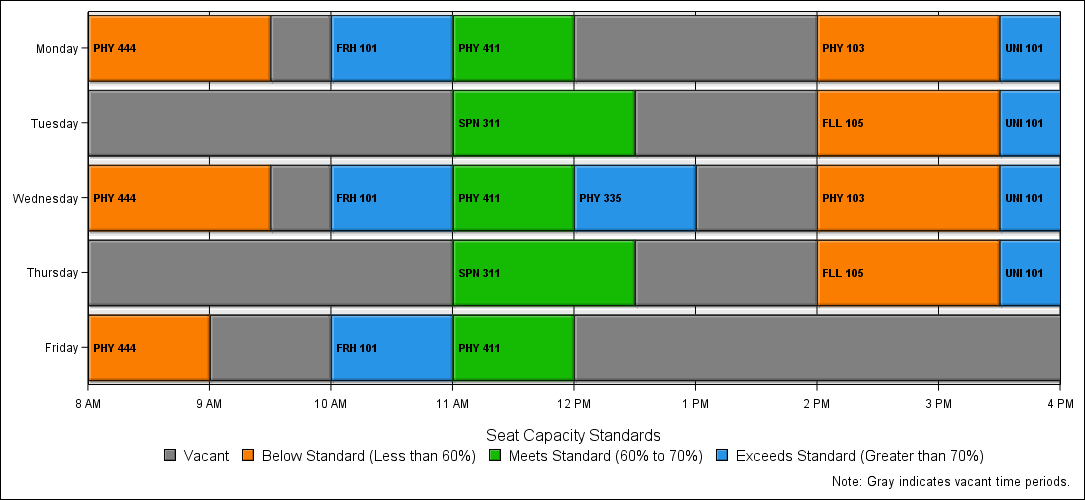 Monday PHY 444 FRH 101 PHY 411 PHY 103 UNI 101
Tuesday SPN 311 FLL 105 UNI 101
Wednesday PHY 444 FRH 101 PHY 411 PHY 335 PHY 103 UNI 101
Thursday SPN 311 FLL 105 UNI 101
Friday PHY 444 FRH 101 PHY 411
8 AM 9 AM 10 AM 11 AM 12 PM 1 PM 2 PM 3 PM 4 PM
Seat Capacity Standards
Vacant Below Standard (Less than 60%) Meets Standard (60% to 70%) Exceeds Standard (Greater than 70%)
Note: Gray indicates vacant time periods.